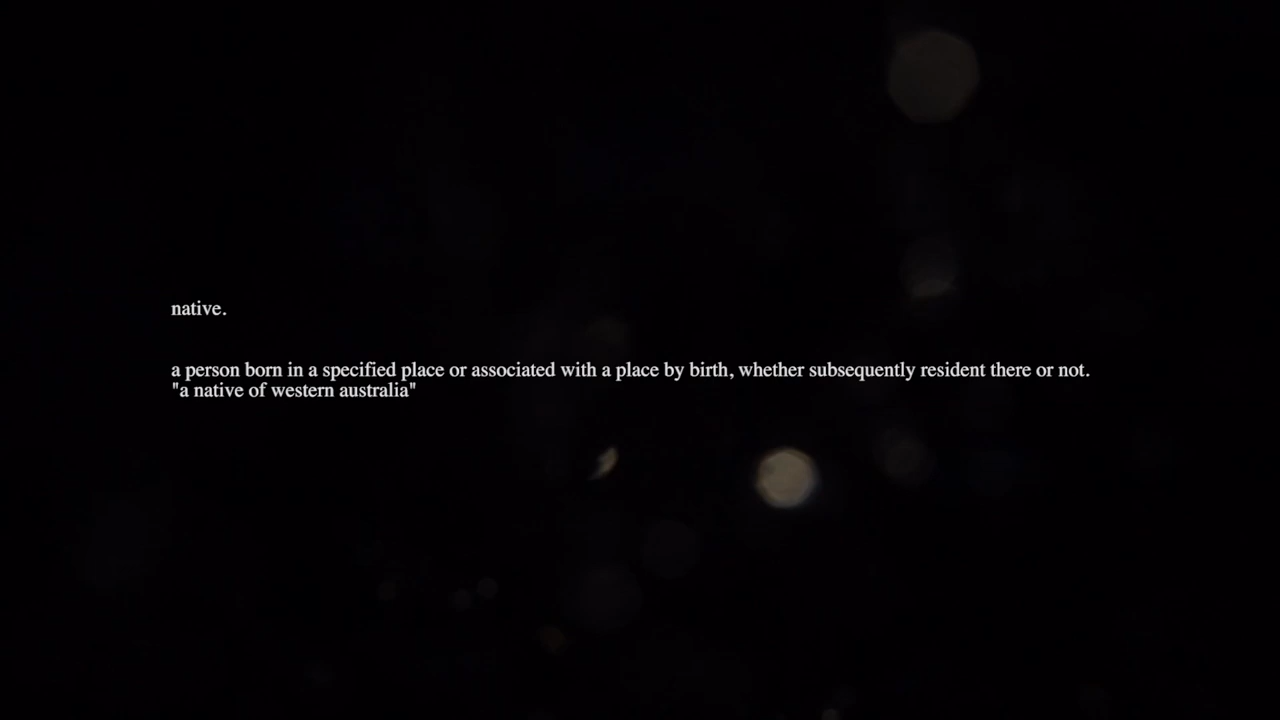 native.
a person born in a specified place or associated with a place by birth, whether subsequently resident there or not.
"a native of western australia"